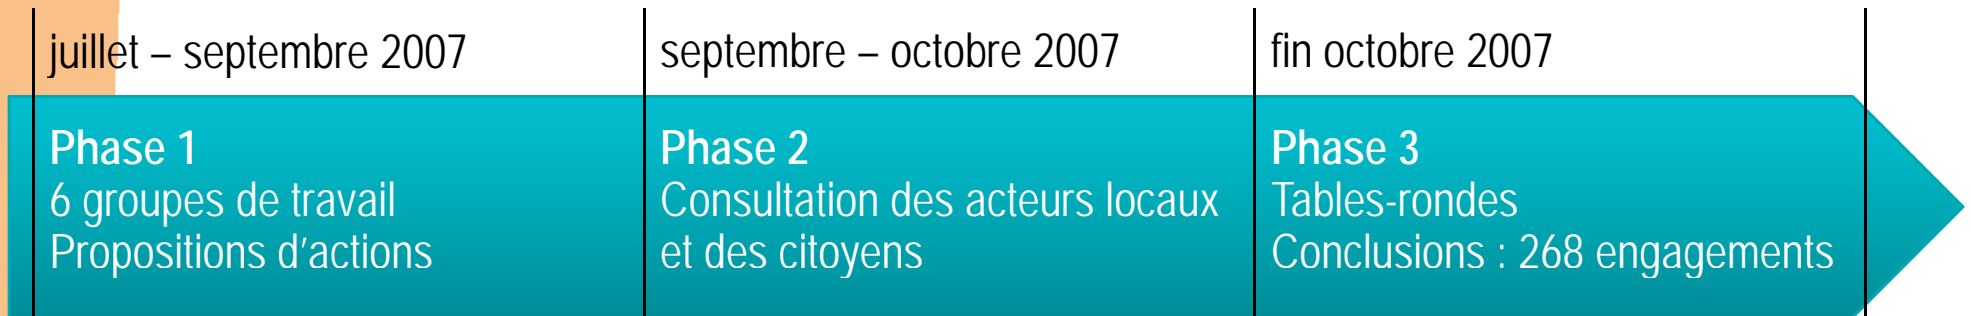 juillet – septembre 2007
Phase 1
6 groupes de travail
Propositions d’actions
septembre – octobre 2007
Phase 2
Consultation des acteurs locaux
et des citoyens
fin octobre 2007
Phase 3
Tables-rondes
Conclusions : 268 engagements